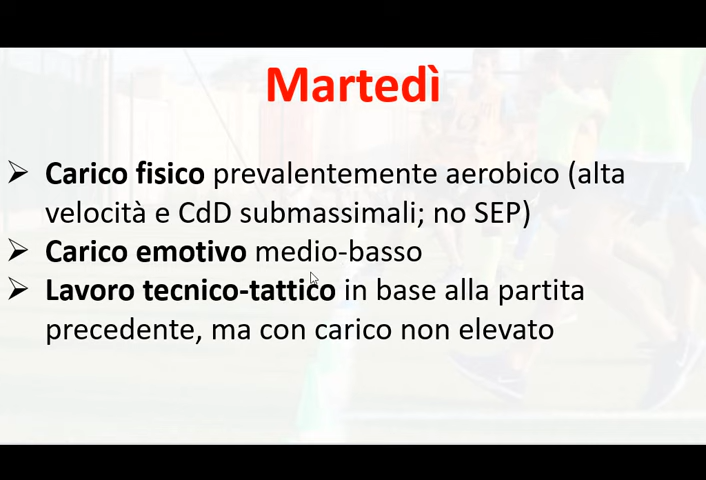 Martedì
Carico fisico prevalentemente aerobico (alta
velocità e CdD submassimali; no SEP)
Carico emotivo medio-basso
Lavoro tecnico-tattico in base alla partita
precedente, ma con carico non elevato